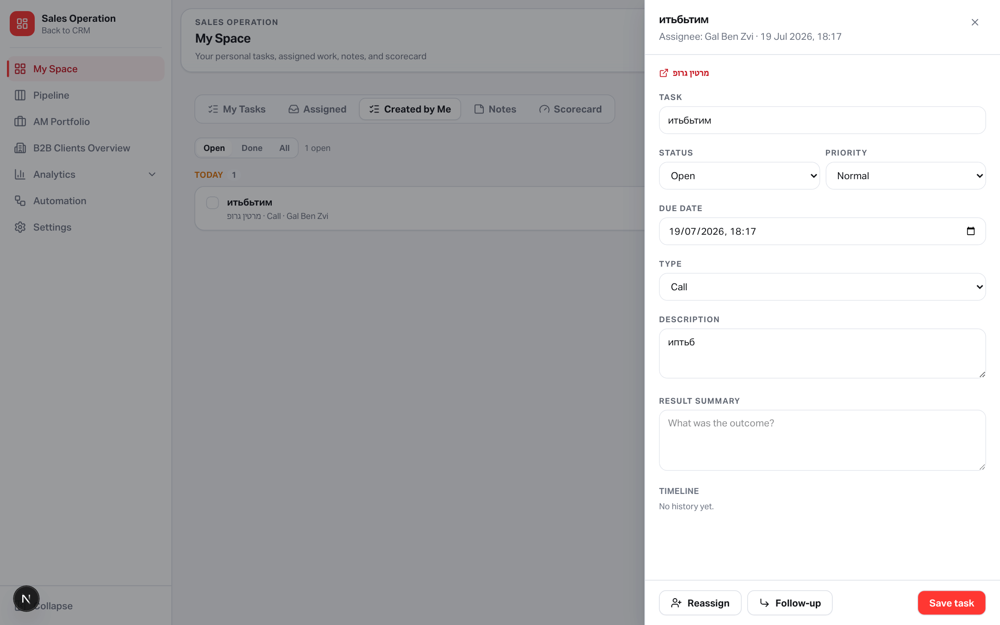 Sales Operation
Back to CRM
My Space
Pipeline
AM Portfolio
B2B Clients Overview
Analytics
Automation
Settings
N
Collapse
SALES OPERATION
My Space
Your personal tasks, assigned work, notes, and scorecard
My Tasks
Assigned
Created by Me
Notes
Scorecard
Open
Done
All
1 open
TODAY 1
итьбьтим
מרטין גרופ · Call · Gal Ben Zvi
итьбьтим
Assignee: Gal Ben Zvi · 19 Jul 2026, 18:17
מרטין גרופ
TASK
итьбьтим
STATUS
PRIORITY
Open
Normal
DUE DATE
19/07/2026, 18:17
TYPE
Call
DESCRIPTION
иптьб
RESULT SUMMARY
What was the outcome?
TIMELINE
No history yet.
Reassign
Follow-up
Save task